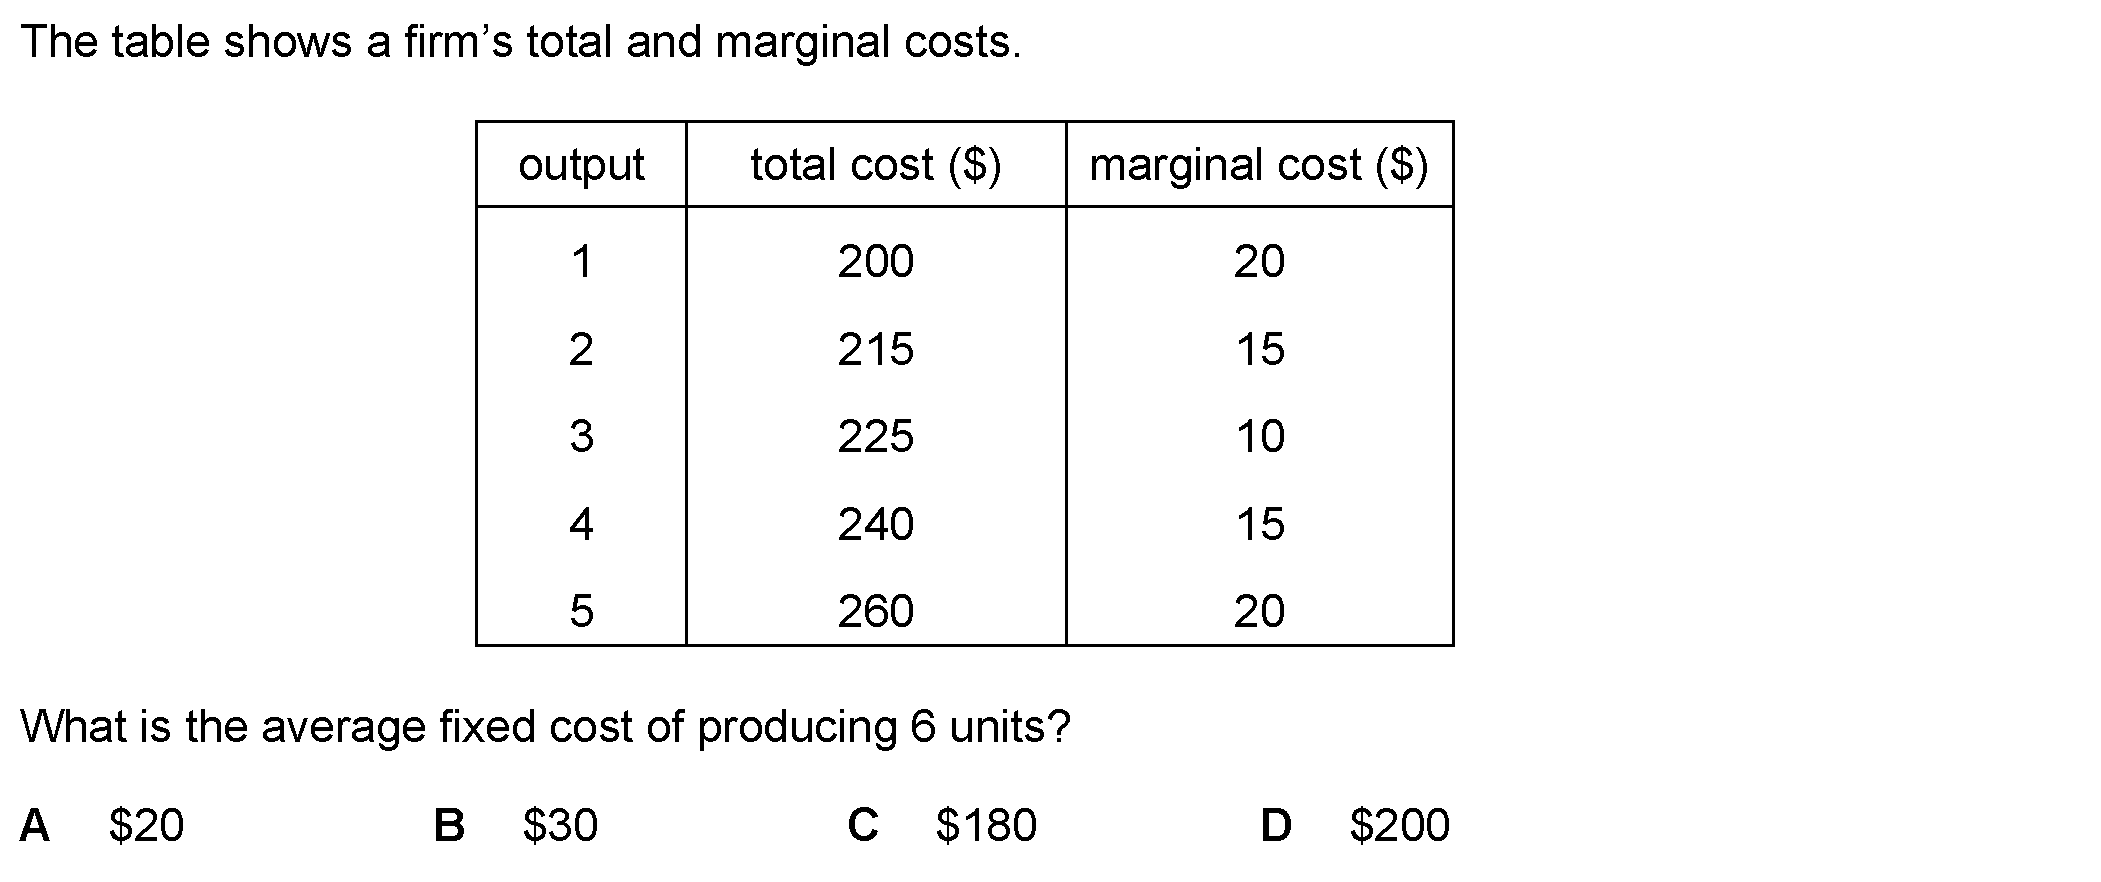 The table shows a firm’s total and marginal costs.
output total cost ($) marginal cost ($)
1 200 20
2 215 15
3 225 10
4 240 15
5 260 20
What is the average fixed cost of producing 6 units?
A $20 B $30 C $180 D $200